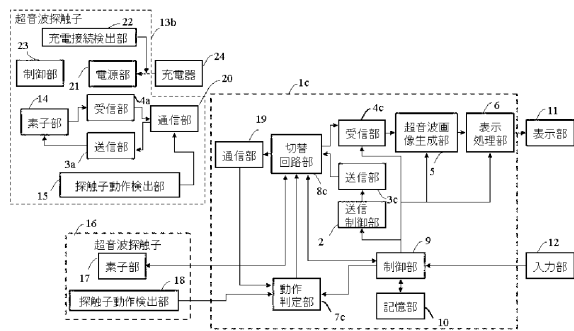 超音波探触子
22
充電接続検出部
13b
23
制御部
21
電源部
24
充電器
14
素子部
受信部
4a
20
通信部
送信部
3a
15
探触子動作検出部
1c
19
通信部
切替
回路部
8c
4c
受信部
超音波画
像生成部
5
6
表示
処理部
11
表示部
送信部
3c
送信
制御部
2
16
超音波探触子
17
素子部
18
探触子動作検出部
動作
判定部
7c
9
制御部
12
入力部
記憶部
10